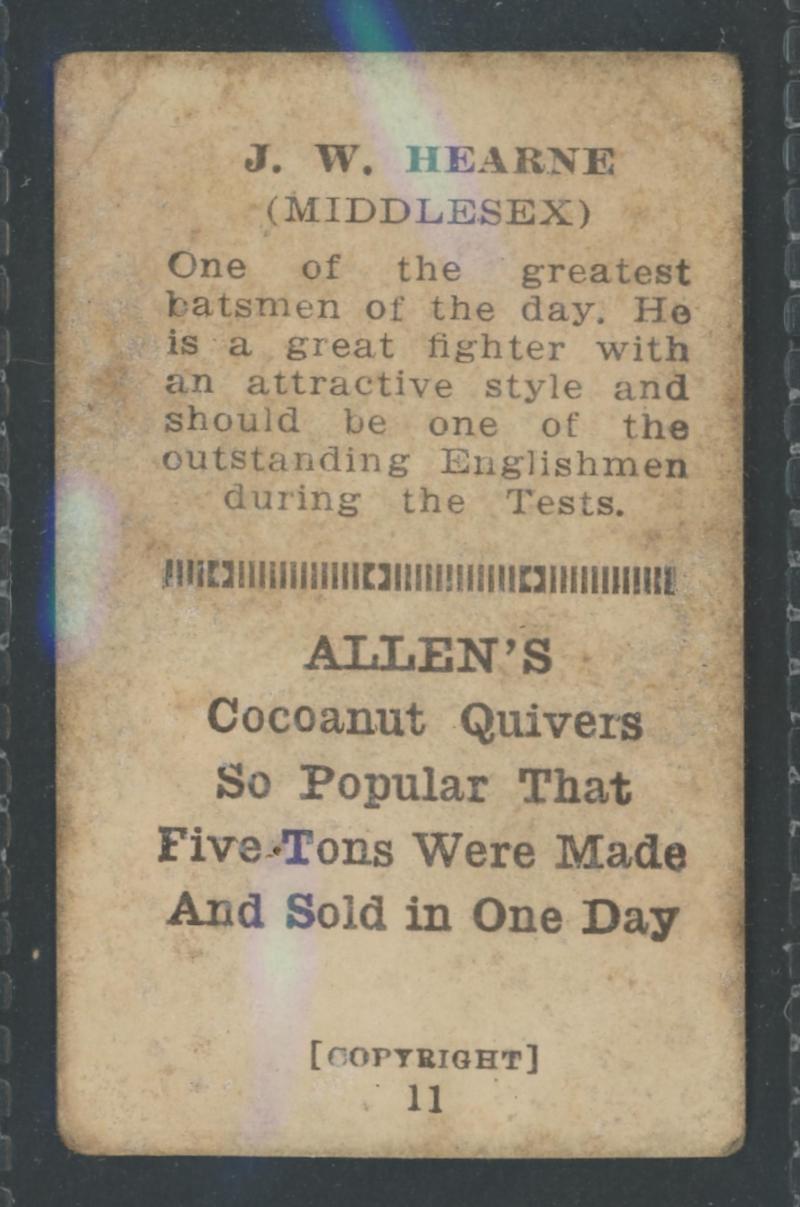 J. W. HEARNE
(MIDDLESEX)
One of the greatest
batsmen of the day. He
is a great fighter with
an attractive style and
should be one of the
outstanding Englishmen
during the Tests.
ALLEN'S
Cocoanut Quivers
So Popular That
Five Tons Were Made
And Sold in One Day
[COPYRIGHT]
11